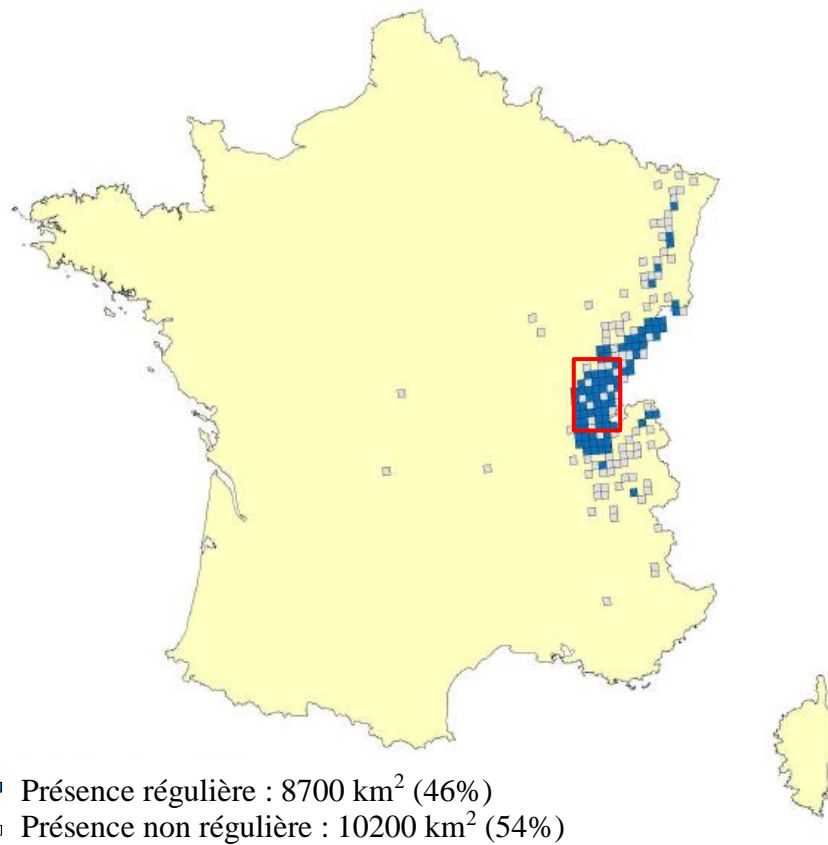 Présence régulière : 8700 km² (46%)
Présence non régulière : 10200 km² (54%)